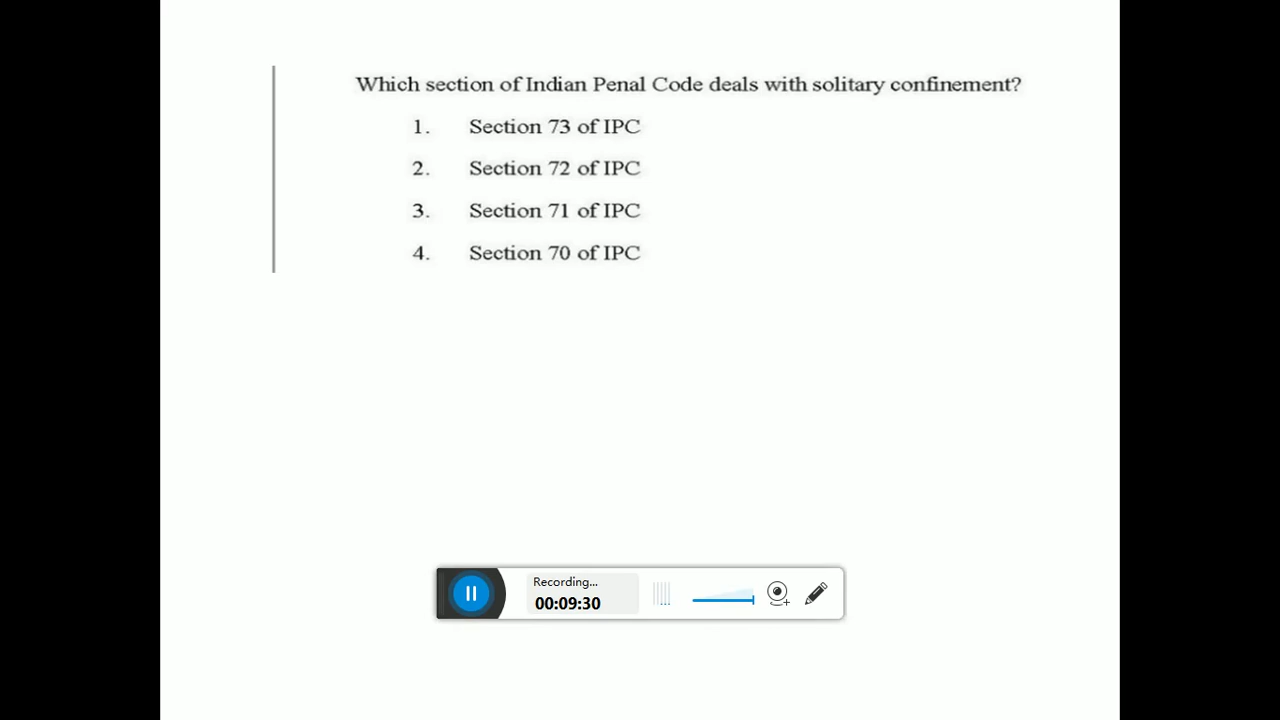 Which section of Indian Penal Code deals with solitary confinement?
1. Section 73 of IPC
2. Section 72 of IPC
3. Section 71 of IPC
4. Section 70 of IPC
Recording...
00:09:30